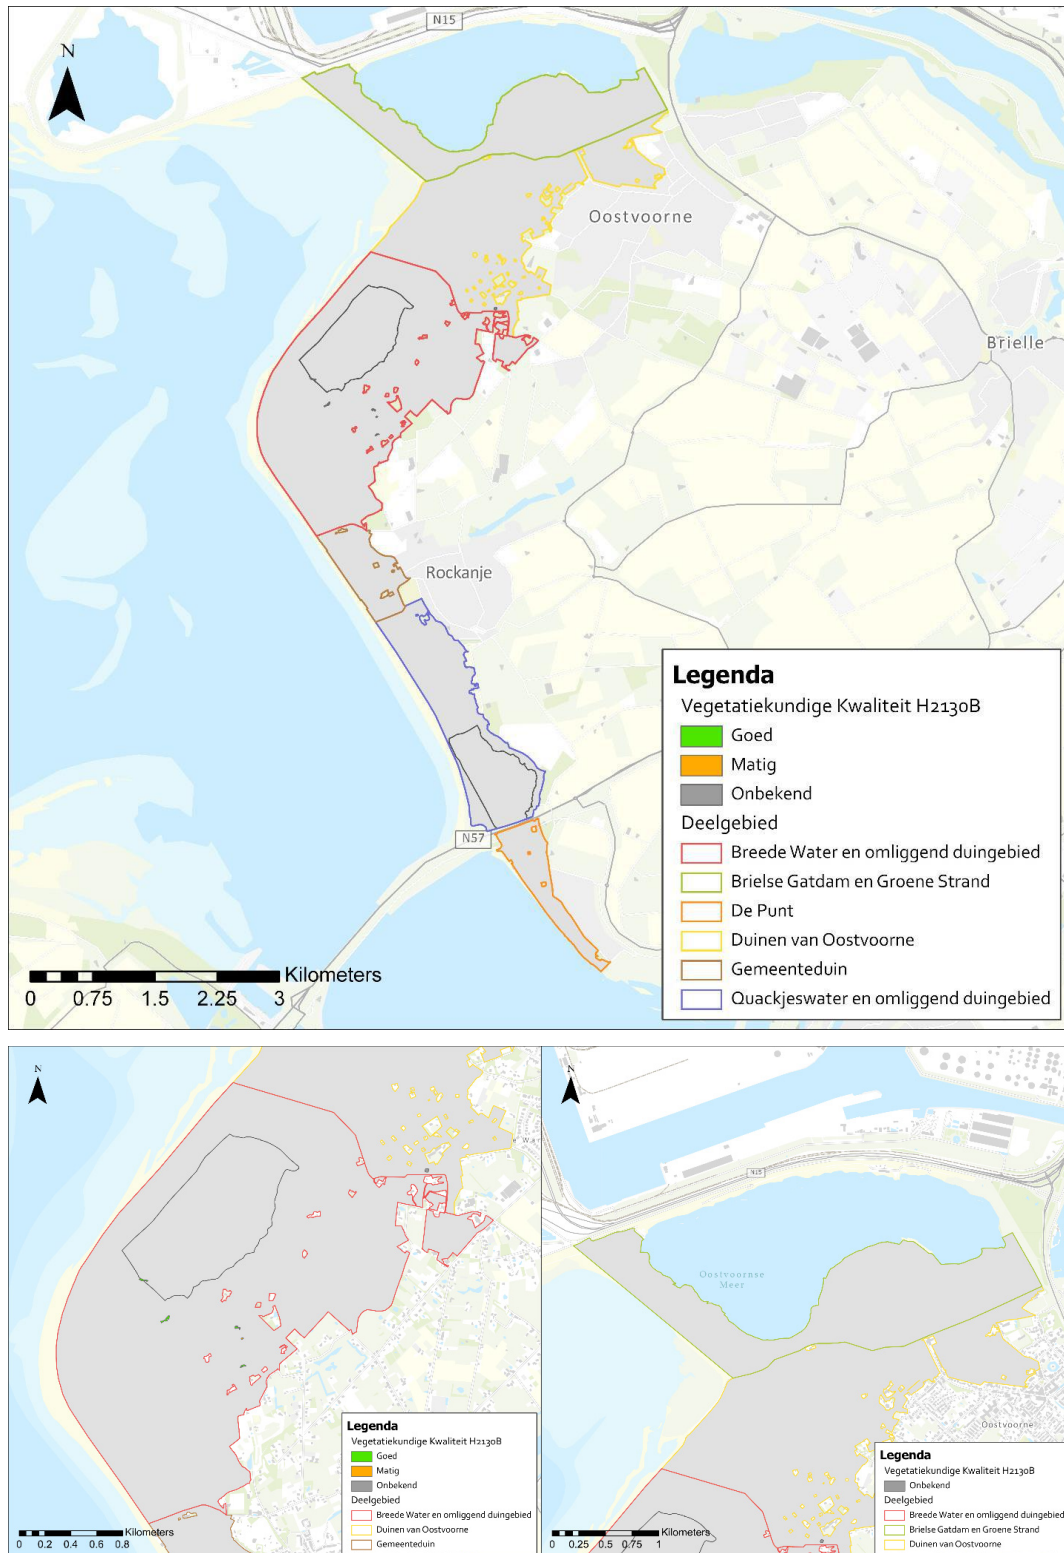 N15
N
Oostvoorne
Brielle
Rockanje
N57
Kilometers
0 0.75 1.5 2.25 3
Legenda
Vegetatiekundige Kwaliteit H2130B
Goed
Matig
Onbekend
Deelgebied
Breede Water en omliggend duingebied
Brielse Gatdam en Groene Strand
De Punt
Duinen van Oostvoorne
Gemeenteduin
Quackjeswater en omliggend duingebied
N
Kilometers
0 0.2 0.4 0.6 0.8
Legenda
Vegetatiekundige Kwaliteit H2130B
Goed
Matig
Onbekend
Deelgebied
Breede Water en omliggend duingebied
Duinen van Oostvoorne
Gemeenteduin
N
N15
Oostvoornse
Meer
Oostvoorne
Kilometers
0 0.25 0.5 0.75 1
Legenda
Vegetatiekundige Kwaliteit H2130B
Onbekend
Deelgebied
Breede Water en omliggend duingebied
Brielse Gatdam en Groene Strand
Duinen van Oostvoorne